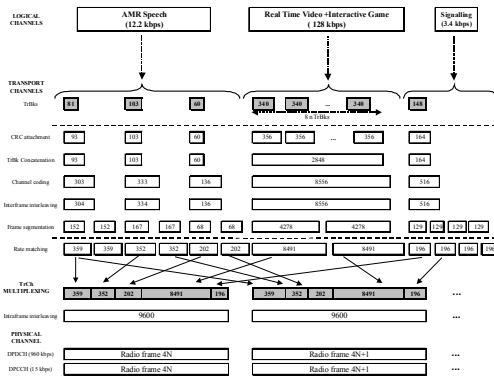 LOGICAL CHANNELS
AMR Speech (12.2 kbps)
Real Time Video +Interactive Game ( 128 kbps)
Signalling (3.4 kbps)
TRANSPORT CHANNELS
TrBks 81 103 60 340 340 ... 340 148
8 n TrBks
CRC attachment 93 103 60 356 356 ... 356 164
TrBk Concatenation 93 103 60 2848 164
Channel coding 303 333 136 8556 516
Interframe interleaving 304 334 136 8556 516
Frame segmentation 152 152 167 167 68 68 4278 4278 129 129 129 129
Rate matching 359 359 352 352 202 202 8491 8491 196 196 196 196
TrCh MULTIPLEXING 359 352 202 8491 196 359 352 202 8491 196 ...
Intraframe interleaving 9600 9600 ...
PHYSICAL CHANNEL
DPDCH (960 kbps) Radio frame 4N Radio frame 4N+1 ...
DPCCH (15 kbps) Radio frame 4N Radio frame 4N+1 ...